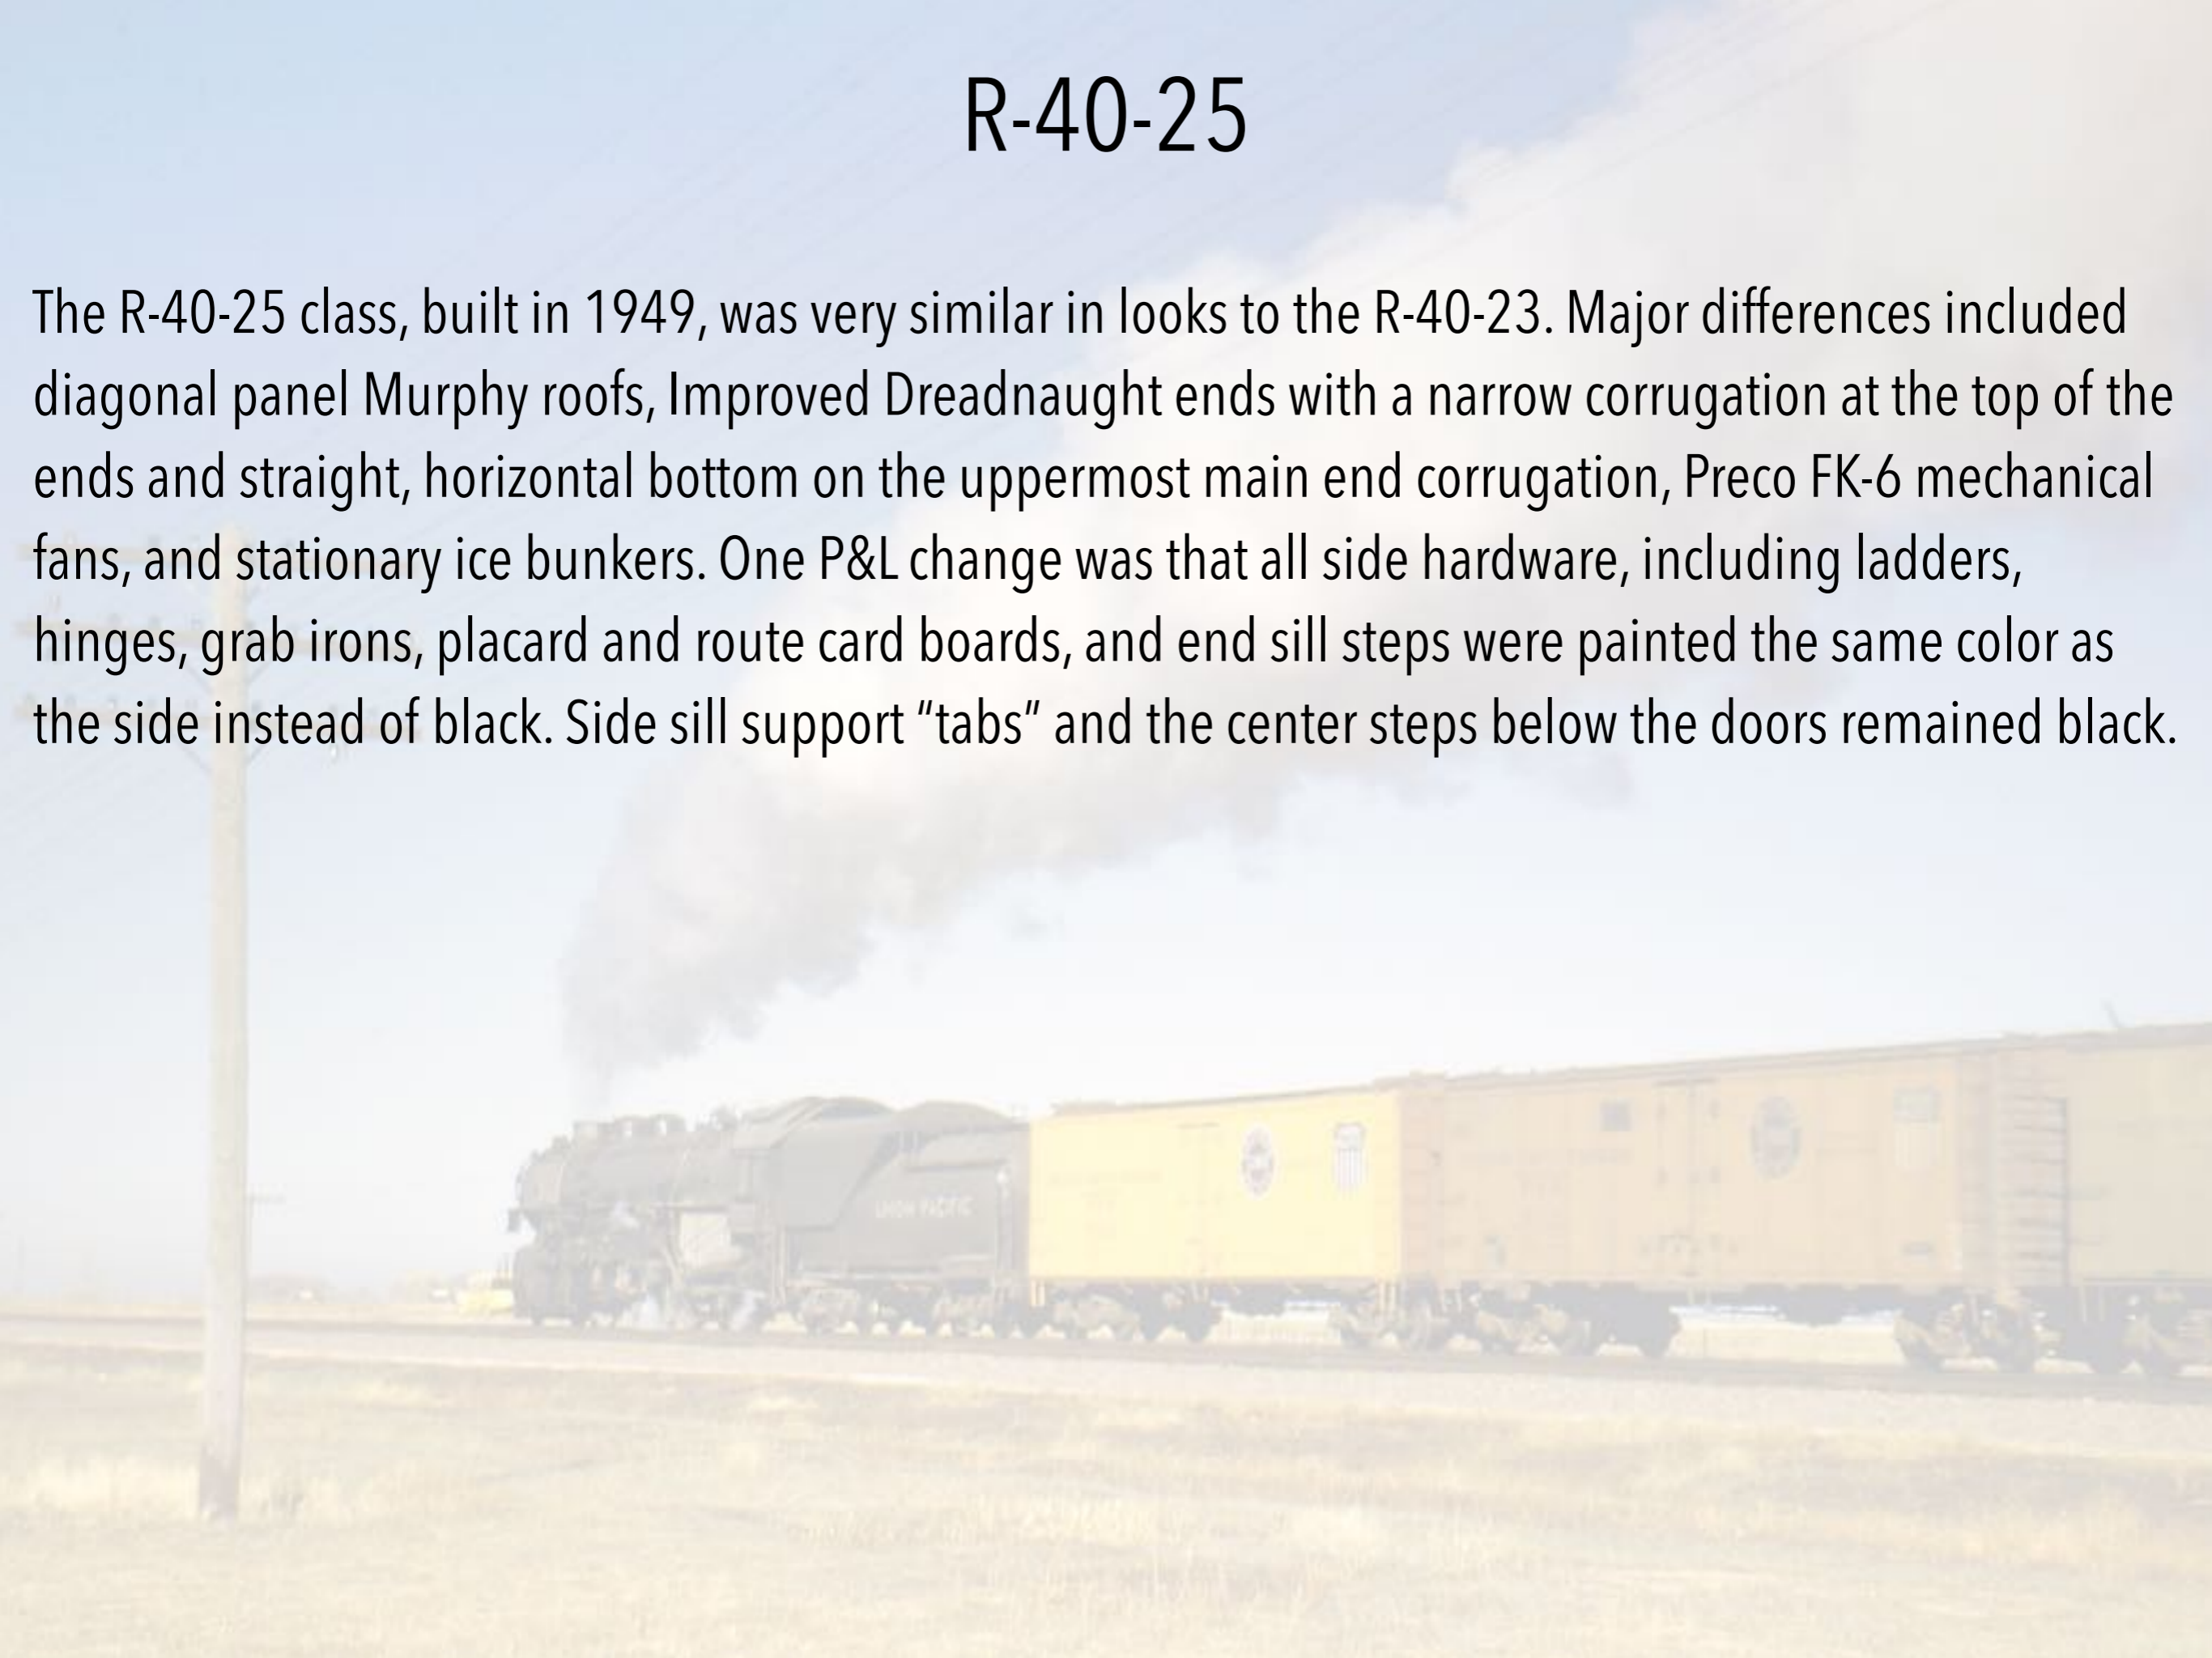 R-40-25
The R-40-25 class, built in 1949, was very similar in looks to the R-40-23. Major differences included
diagonal panel Murphy roofs, Improved Dreadnaught ends with a narrow corrugation at the top of the
ends and straight, horizontal bottom on the uppermost main end corrugation, Preco FK-6 mechanical
fans, and stationary ice bunkers. One P&L change was that all side hardware, including ladders,
hinges, grab irons, placard and route card boards, and end sill steps were painted the same color as
the side instead of black. Side sill support “tabs” and the center steps below the doors remained black.
UNION PACIFIC